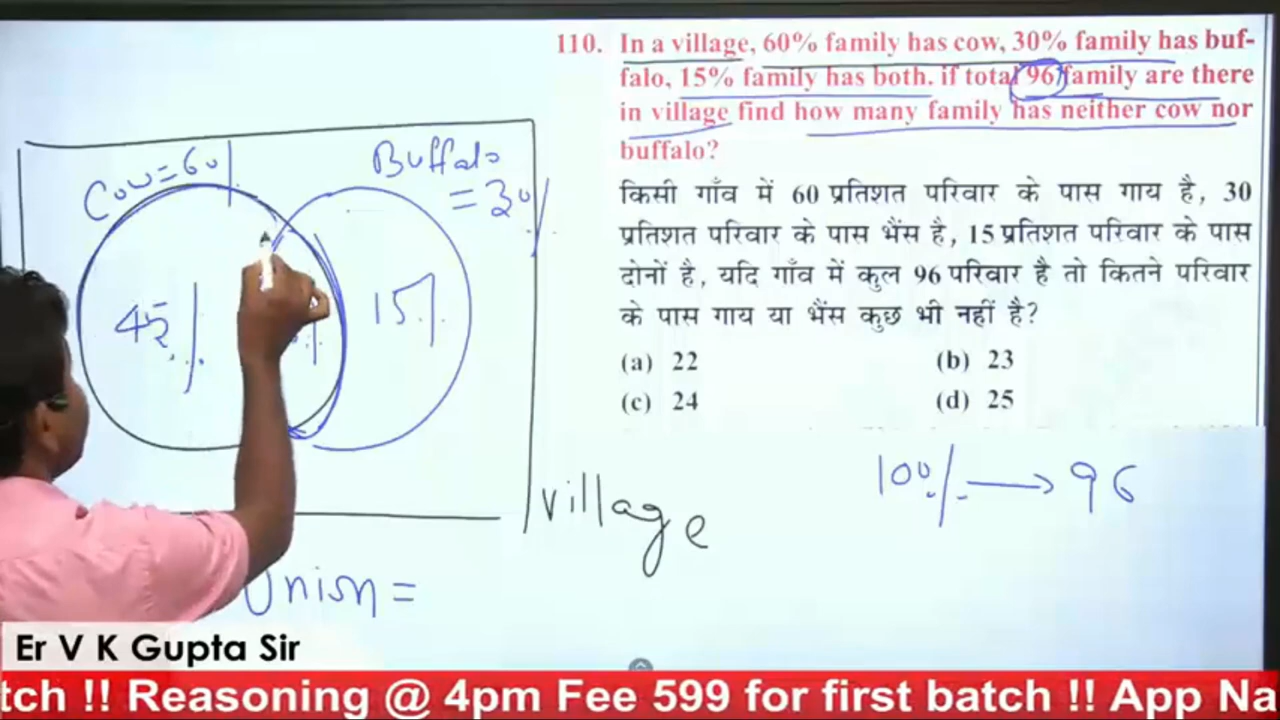 110. In a village, 60% family has cow, 30% family has buf-
falo, 15% family has both. if total 96 family are there
in village find how many family has neither cow nor
buffalo?
किसी गाँव में 60 प्रतिशत परिवार के पास गाय है, 30
प्रतिशत परिवार के पास भैंस है, 15 प्रतिशत परिवार के पास
दोनों है, यदि गाँव में कुल 96 परिवार है तो कितने परिवार
के पास गाय या भैंस कुछ भी नहीं है?
(a) 22 (b) 23
(c) 24 (d) 25
Cow = 60%
Buffalo
= 30%
45% 15%
100% → 96
village
Union =
Er V K Gupta Sir
tch !! Reasoning @ 4pm Fee 599 for first batch !! App Na